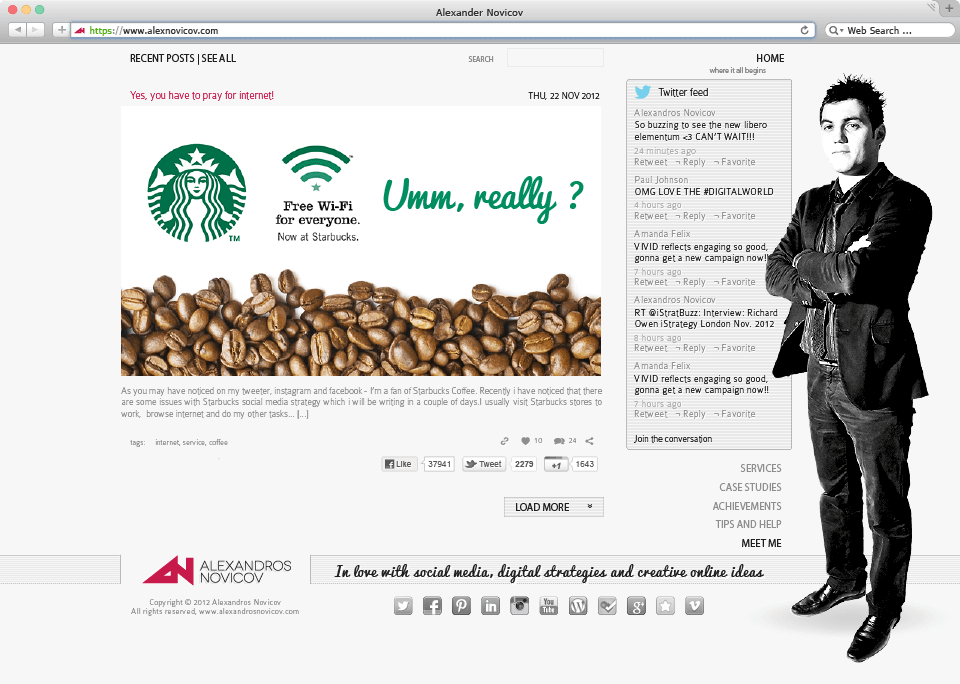 Alexander Novicov
https://www.alexnovicov.com
Web Search ...
RECENT POSTS | SEE ALL
SEARCH
HOME
where it all begins
Yes, you have to pray for internet!
THU, 22 NOV 2012
Free Wi-Fi
for everyone.
Now at Starbucks.
TM
Umm, really ?
As you may have noticed on my tweeter, instagram and facebook - I'm a fan of Starbucks Coffee. Recently i have noticed that there
are some issues with Starbucks social media strategy which i will be writing in a couple of days.I usually visit Starbucks stores to
work, browse internet and do my other tasks... [...]
tags: internet, service, coffee
10
24
Like
37941
Tweet
2279
+1
1643
LOAD MORE
Twitter feed
Alexandros Novicov
So buzzing to see the new libero
elementum <3 CAN'T WAIT!!!
24 minutes ago
Retweet ¬ Reply ¬ Favorite
Paul Johnson
OMG LOVE THE #DIGITALWORLD
4 hours ago
Retweet ¬ Reply ¬ Favorite
Amanda Felix
VIVID reflects engaging so good,
gonna get a new campaign now!!
7 hours ago
Retweet ¬ Reply ¬ Favorite
Alexandros Novicov
RT @iStratBuzz: Interview: Richard
Owen iStrategy London Nov. 2012
8 hours ago
Retweet ¬ Reply ¬ Favorite
Amanda Felix
VIVID reflects engaging so good,
gonna get a new campaign now!!
7 hours ago
Retweet ¬ Reply ¬ Favorite
Join the conversation
SERVICES
CASE STUDIES
ACHIEVEMENTS
TIPS AND HELP
MEET ME
ALEXANDROS
NOVICOV
In love with social media, digital strategies and creative online ideas
Copyright © 2012 Alexandros Novicov
All rights reserved, www.alexandrosnovicov.com
You
Tube